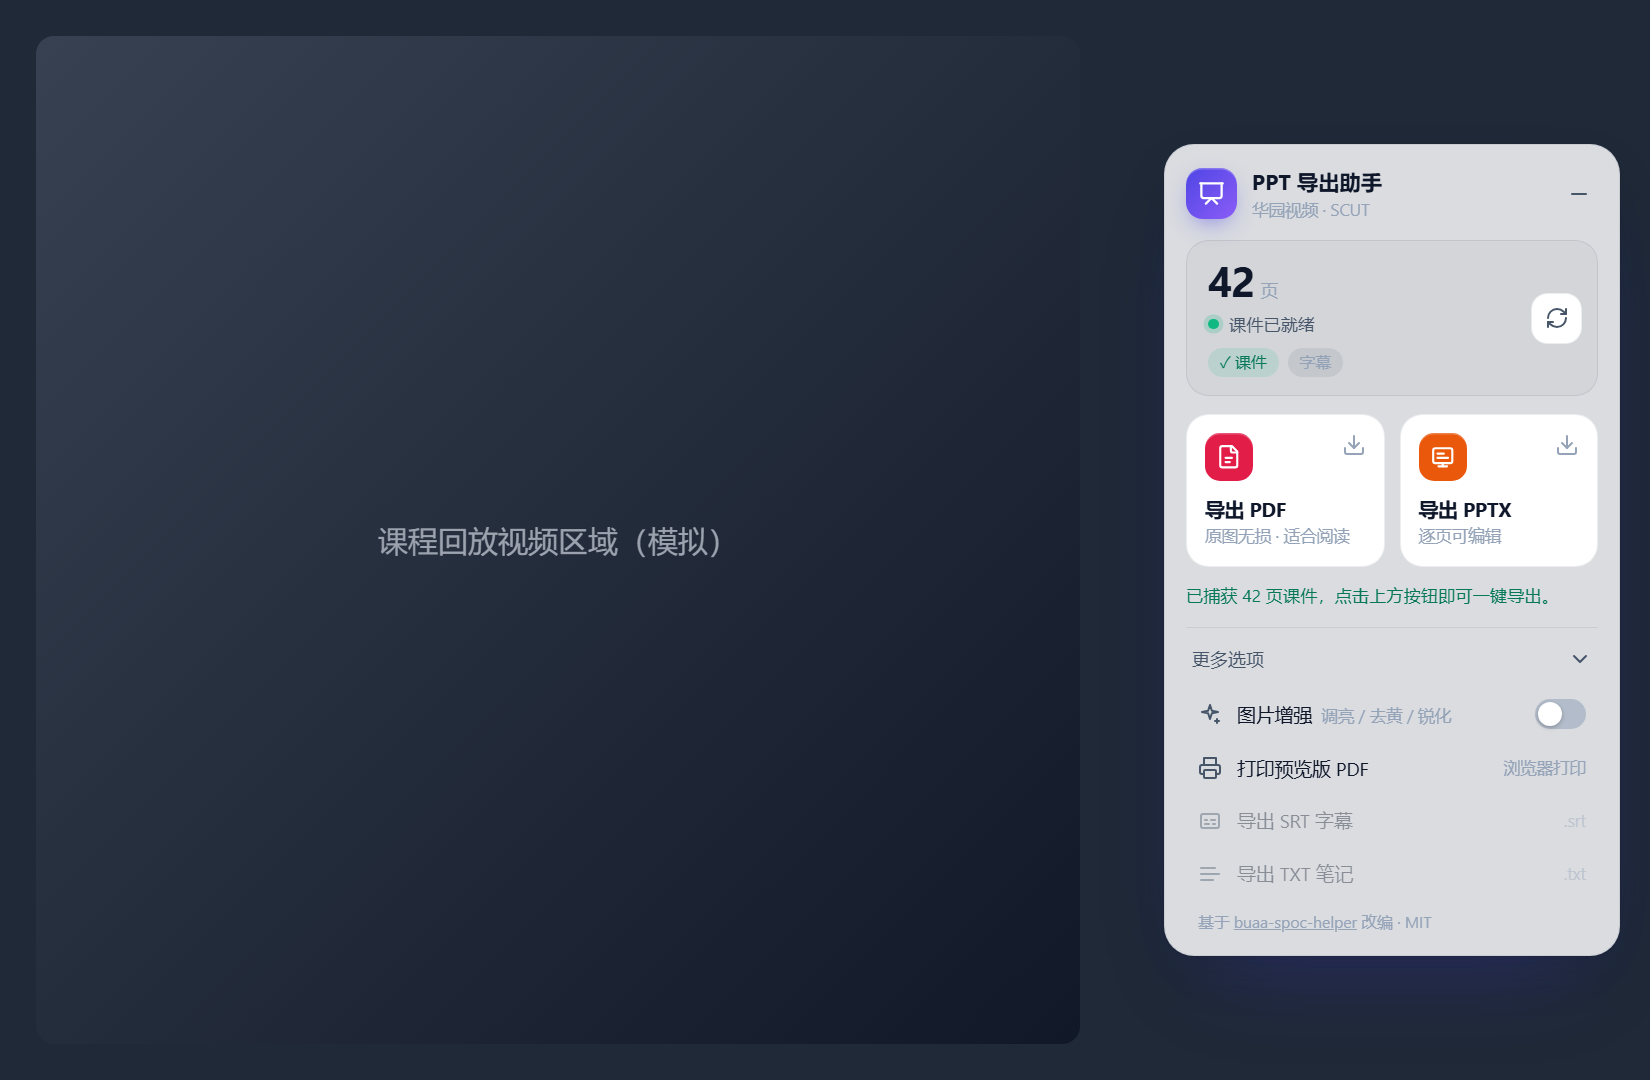 课程回放视频区域（模拟）
PPT 导出助手
华园视频 · SCUT
42 页
课件已就绪
✓ 课件 字幕
导出 PDF
原图无损 · 适合阅读
导出 PPTX
逐页可编辑
已捕获 42 页课件，点击上方按钮即可一键导出。
更多选项
图片增强 调亮 / 去黄 / 锐化
打印预览版 PDF 浏览器打印
导出 SRT 字幕 .srt
导出 TXT 笔记 .txt
基于 buaa-spoc-helper 改编 · MIT